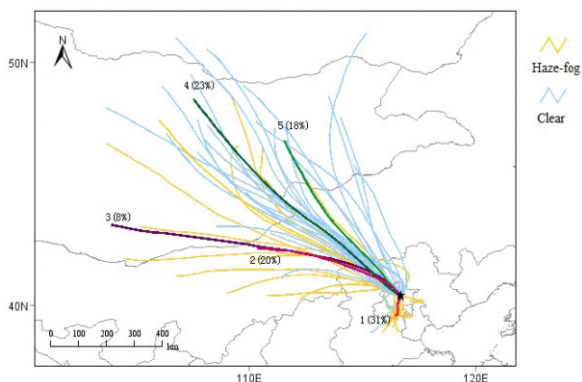 50N
N
4 (23%)
5 (18%)
3 (8%)
2 (20%)
40N
1 (31%)
0 100 200 300 400
km
110E
120E
Haze-fog
Clear